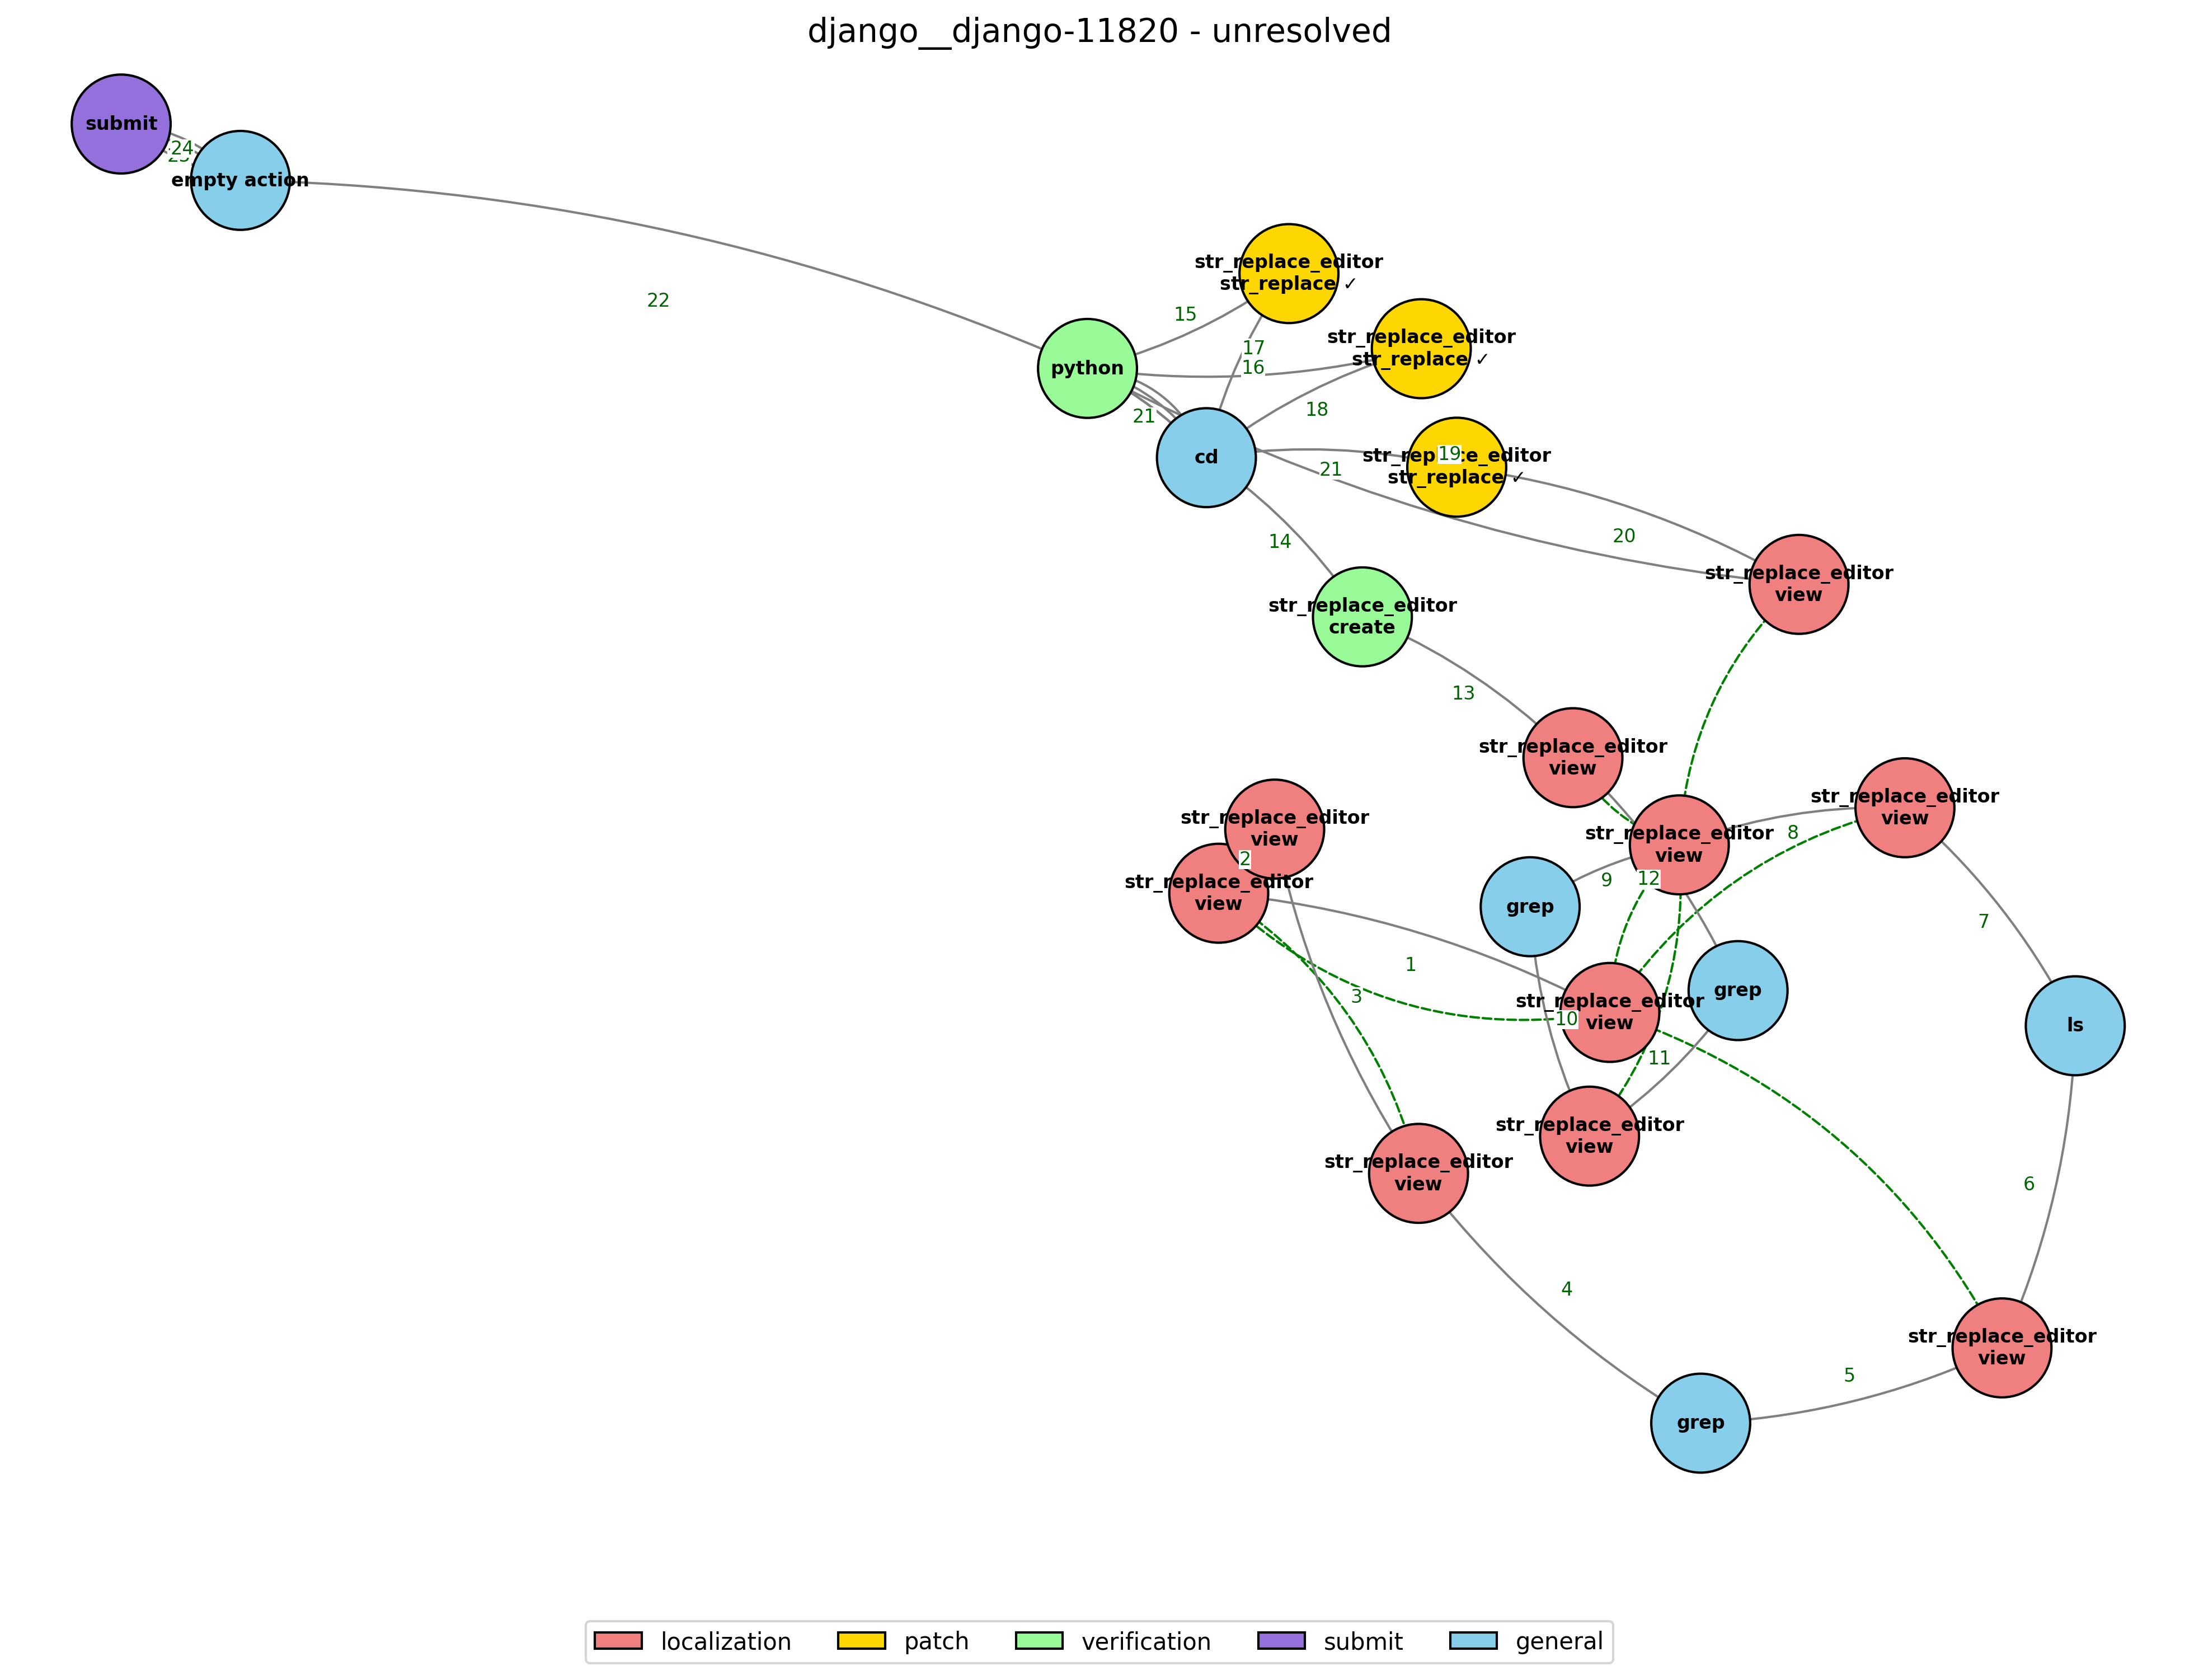 django__django-11820 - unresolved
submit
24
23
empty action
22
str_replace_editor
str_replace ✓
15
17
16
str_replace_editor
str_replace ✓
python
21
18
cd
21
19
str_replace_editor
str_replace ✓
20
14
str_replace_editor
view
str_replace_editor
create
13
str_replace_editor
view
str_replace_editor
view
8
str_replace_editor
view
str_replace_editor
view
2
str_replace_editor
view
9
12
grep
7
1
3
grep
10
str_replace_editor
view
ls
11
str_replace_editor
view
str_replace_editor
view
6
4
str_replace_editor
view
5
grep
localization
patch
verification
submit
general